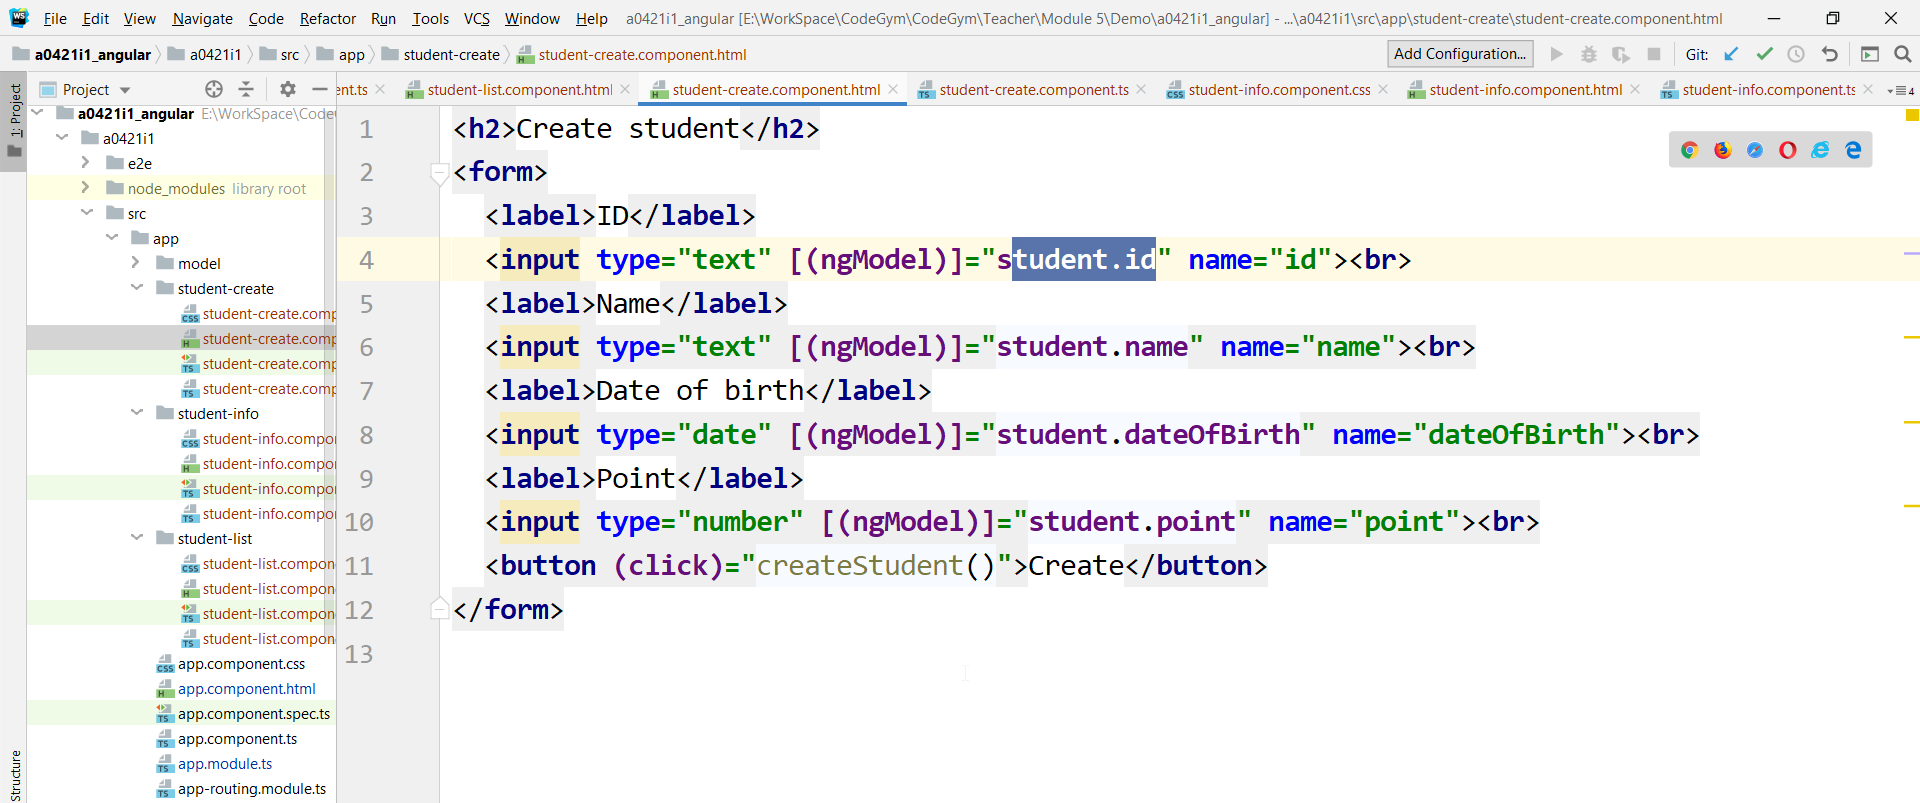 WS File Edit View Navigate Code Refactor Run Tools VCS Window Help a0421i1_angular [E:\WorkSpace\CodeGym\CodeGym\Teacher\Module 5\Demo\a0421i1_angular] - ...\a0421i1\src\app\student-create\student-create.component.html
a0421i1_angular a0421i1 src app student-create student-create.component.html Add Configuration... Git:
Project ent.ts student-list.component.html student-create.component.html student-create.component.ts student-info.component.css student-info.component.html student-info.component.ts 4
1: Project
a0421i1_angular E:\WorkSpace\Code
a0421i1
e2e
node_modules library root
src
app
model
student-create
student-create.comp
student-create.comp
student-create.comp
student-create.comp
student-info
student-info.compo
student-info.compo
student-info.compo
student-info.compo
student-list
student-list.compon
student-list.compon
student-list.compon
student-list.compon
app.component.css
app.component.html
app.component.spec.ts
app.component.ts
app.module.ts
app-routing.module.ts
Structure
1 <h2>Create student</h2>
2 <form>
3 <label>ID</label>
4 <input type="text" [(ngModel)]="student.id" name="id"><br>
5 <label>Name</label>
6 <input type="text" [(ngModel)]="student.name" name="name"><br>
7 <label>Date of birth</label>
8 <input type="date" [(ngModel)]="student.dateOfBirth" name="dateOfBirth"><br>
9 <label>Point</label>
10 <input type="number" [(ngModel)]="student.point" name="point"><br>
11 <button (click)="createStudent()">Create</button>
12 </form>
13